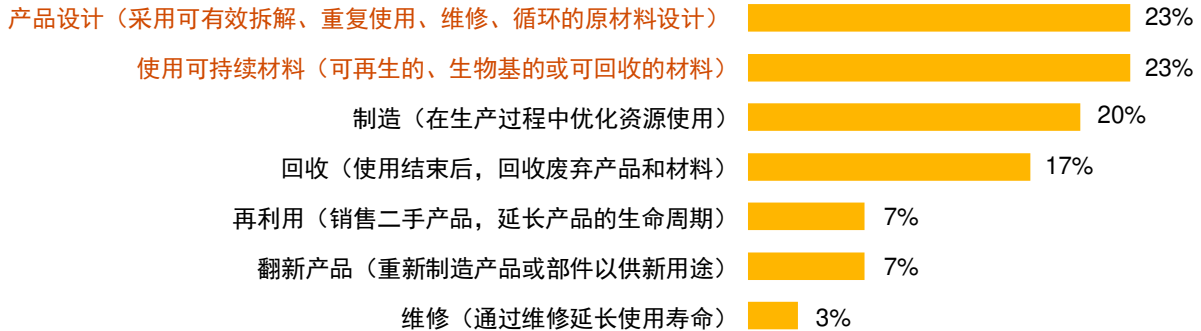 产品设计（采用可有效拆解、重复使用、维修、循环的原材料设计） 23%
使用可持续材料（可再生的、生物基的或可回收的材料） 23%
制造（在生产过程中优化资源使用） 20%
回收（使用结束后，回收废弃产品和材料） 17%
再利用（销售二手产品，延长产品的生命周期） 7%
翻新产品（重新制造产品或部件以供新用途） 7%
维修（通过维修延长使用寿命） 3%